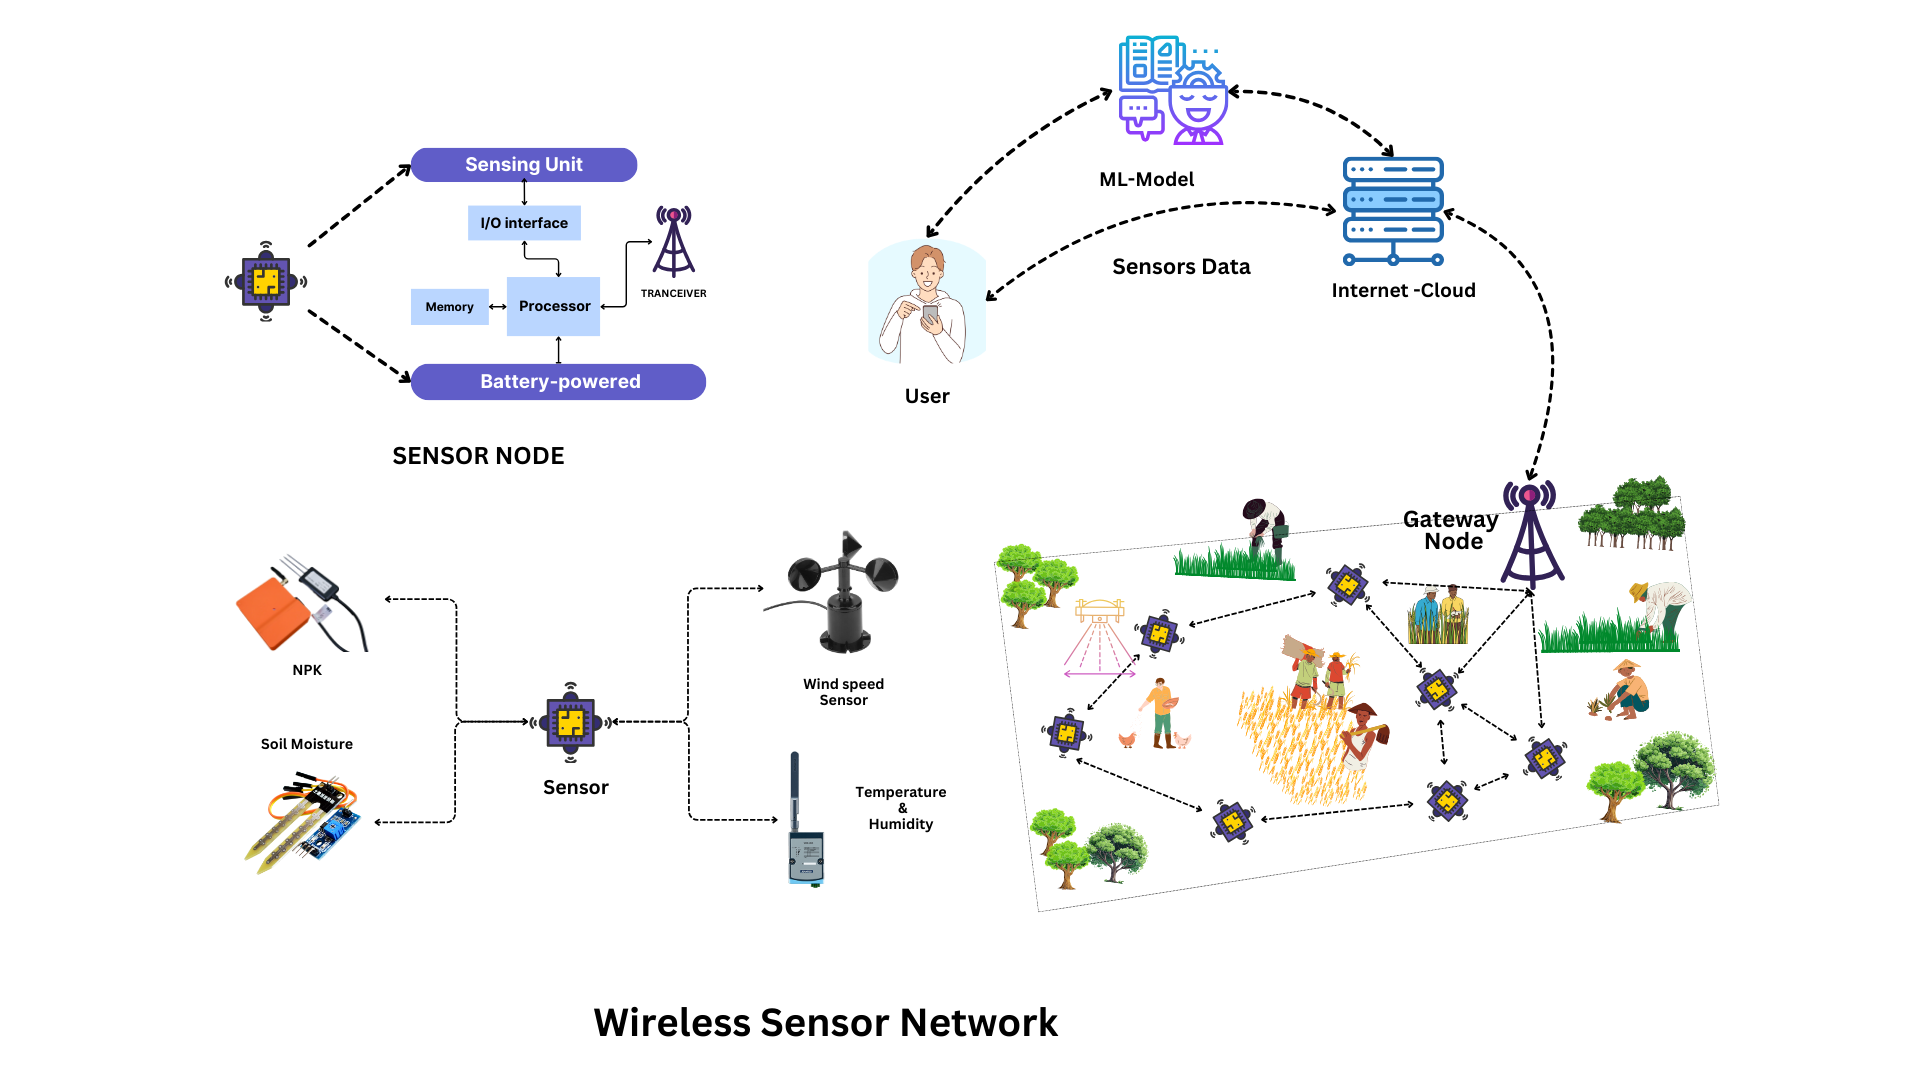 Sensing Unit
I/O interface
Memory
Processor
TRANCEIVER
Battery-powered
SENSOR NODE
ML-Model
Sensors Data
Internet -Cloud
User
NPK
Soil Moisture
Sensor
Wind speed
Sensor
Temperature
&
Humidity
Gateway
Node
Wireless Sensor Network